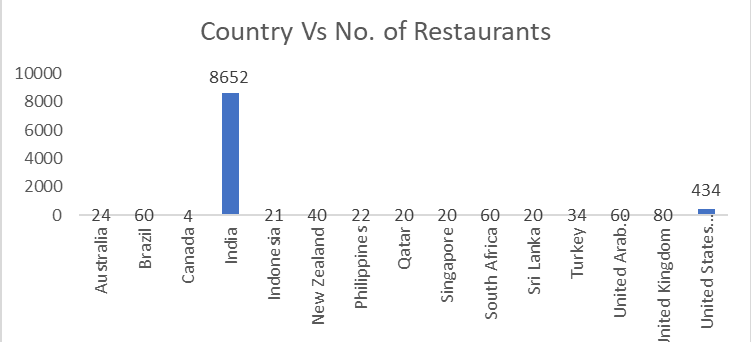 Country Vs No. of Restaurants
10000
8000
6000
4000
2000
0
24
60
4
8652
21
40
22
20
20
60
20
34
60
80
434
Australia
Brazil
Canada
India
Indonesia
New Zealand
Philippines
Qatar
Singapore
South Africa
Sri Lanka
Turkey
United Arab...
United Kingdom
United States...